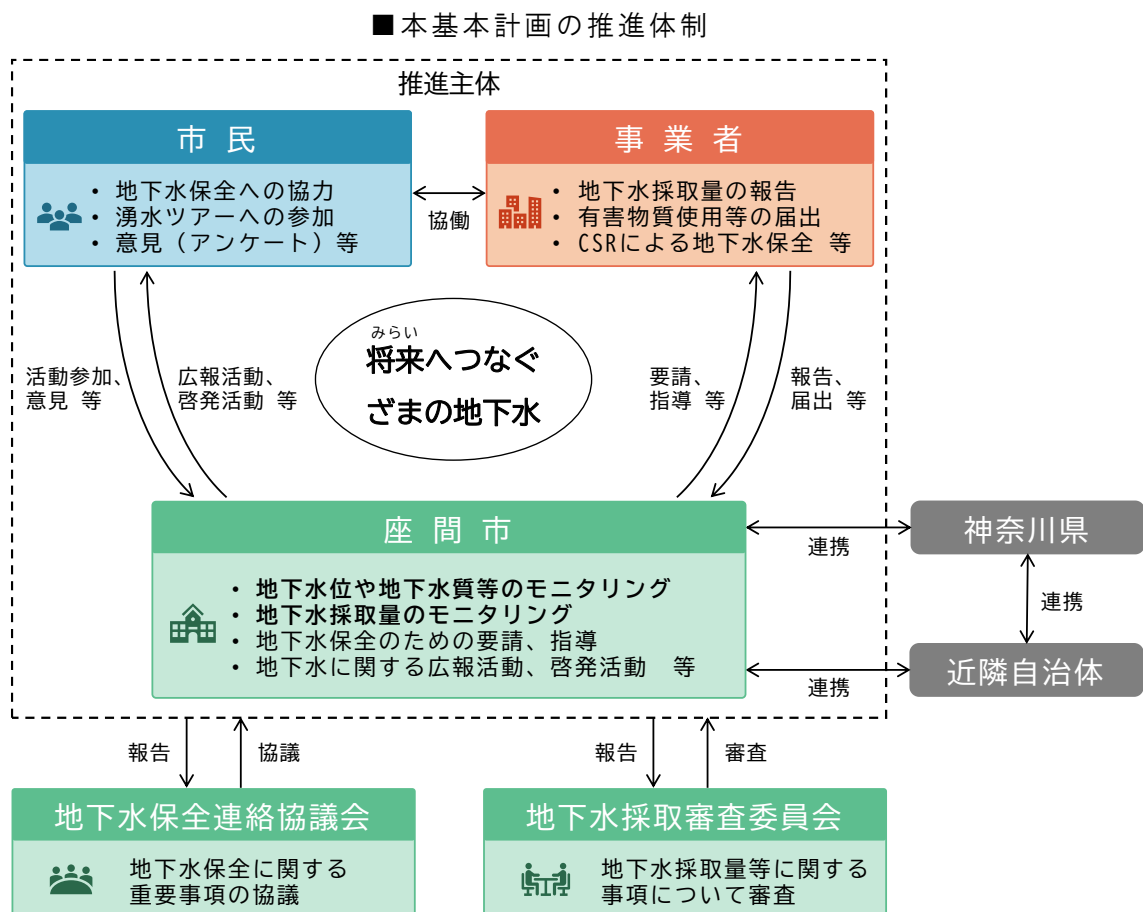 ■本基本計画の推進体制
推進主体
市民
・ 地下水保全への協力
・ 湧水ツアーへの参加
・ 意見（アンケート）等
協働
事業者
・ 地下水採取量の報告
・ 有害物質使用等の届出
・ CSRによる地下水保全 等
活動参加、
意見 等
広報活動、
啓発活動 等
みらい
将来へつなぐ
ざまの地下水
要請、
指導 等
報告、
届出 等
座間市
・ 地下水位や地下水質等のモニタリング
・ 地下水採取量のモニタリング
・ 地下水保全のための要請、指導
・ 地下水に関する広報活動、啓発活動 等
連携
神奈川県
連携
連携
近隣自治体
報告
協議
報告
審査
地下水保全連絡協議会
地下水保全に関する
重要事項の協議
地下水採取審査委員会
地下水採取量等に関する
事項について審査